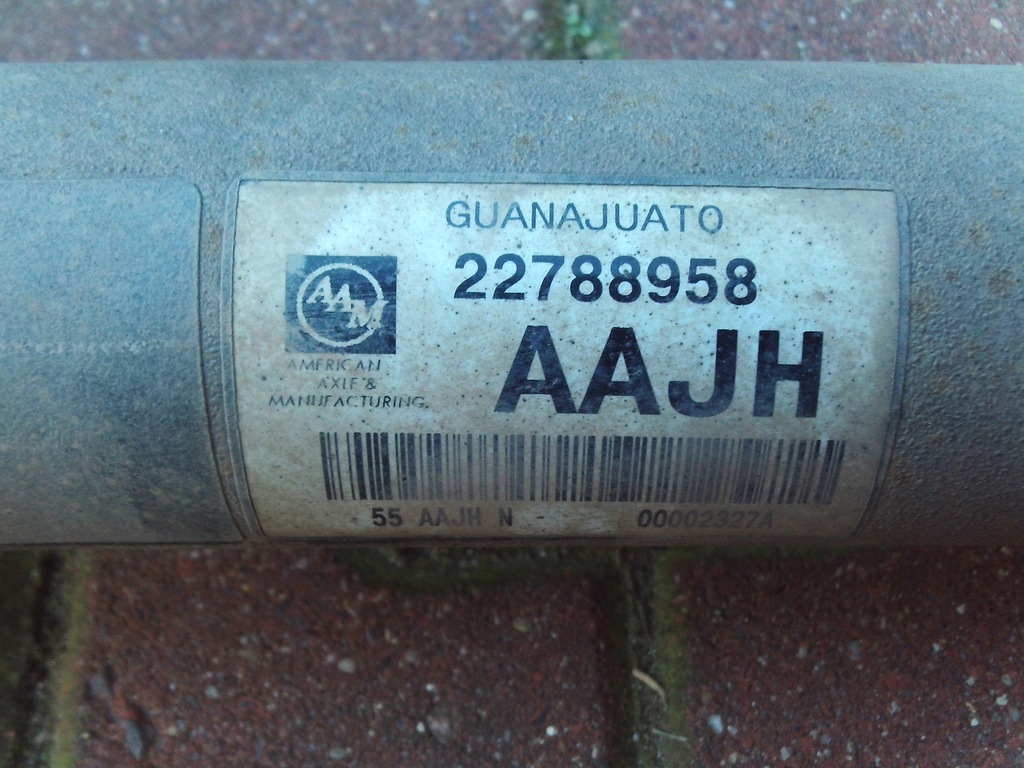 GUANAJUATO
22788958
AAM
AAJH
AMERICAN
AXLE &
MANUFACTURING
55 AAJH N 00002327A